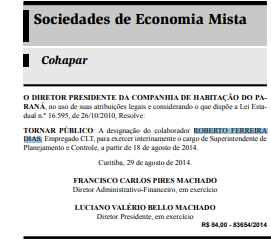 Sociedades de Economia Mista
Cohapar
O DIRETOR PRESIDENTE DA COMPANHIA DE HABITAÇÃO DO PA-
RANÁ, no uso de suas atribuições legais e considerando o que dispõe a Lei Esta-
dual n.º 16.595, de 26/10/2010, Resolve:
TORNAR PÚBLICO: A designação do colaborador ROBERTO FERREIRA
DIAS, Empregado CLT, para exercer interinamente o cargo de Superintendente de
Planejamento e Controle, a partir de 18 de agosto de 2014.
Curitiba, 29 de agosto de 2014.
FRANCISCO CARLOS PIRES MACHADO
Diretor Administrativo-Financeiro, em exercício
LUCIANO VALÉRIO BELLO MACHADO
Diretor Presidente, em exercício
R$ 84,00 - 83654/2014